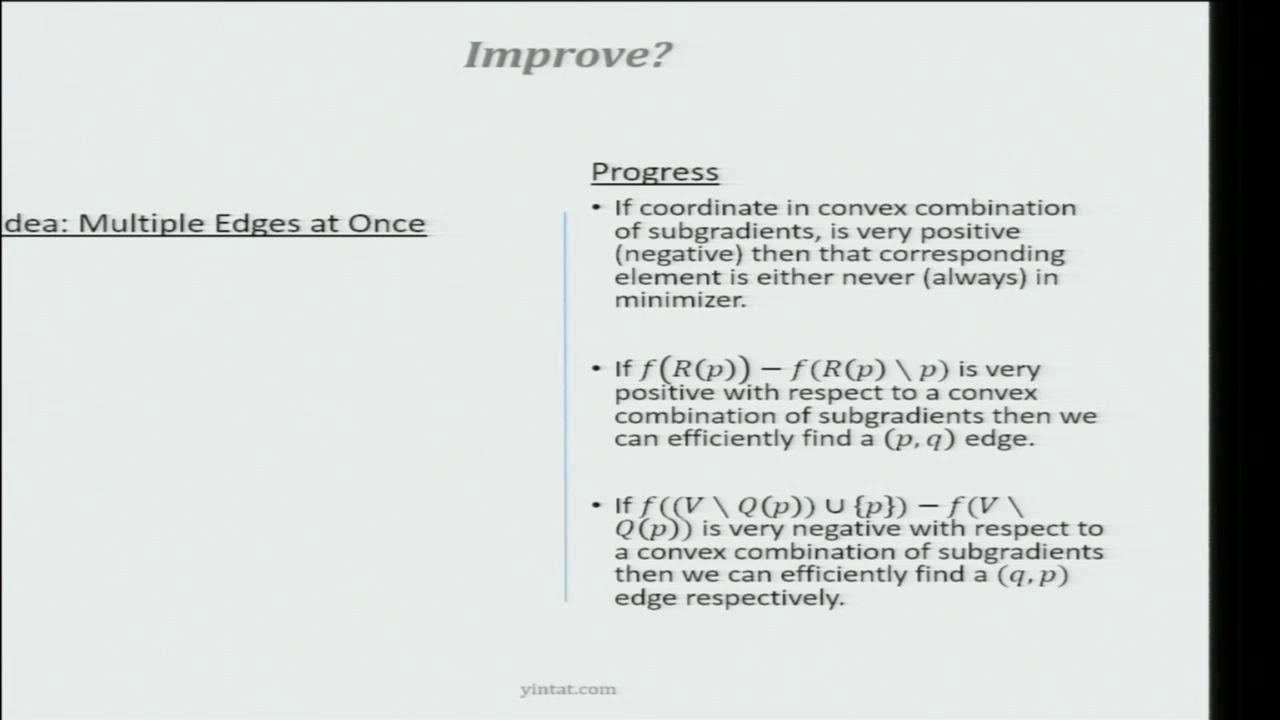 Improve?
dea: Multiple Edges at Once
Progress
• If coordinate in convex combination
of subgradients, is very positive
(negative) then that corresponding
element is either never (always) in
minimizer.
• If f(R(p)) − f(R(p) \ p) is very
positive with respect to a convex
combination of subgradients then we
can efficiently find a (p, q) edge.
• If f((V \ Q(p)) ∪ {p}) − f(V \
Q(p)) is very negative with respect to
a convex combination of subgradients
then we can efficiently find a (q, p)
edge respectively.
yintat.com